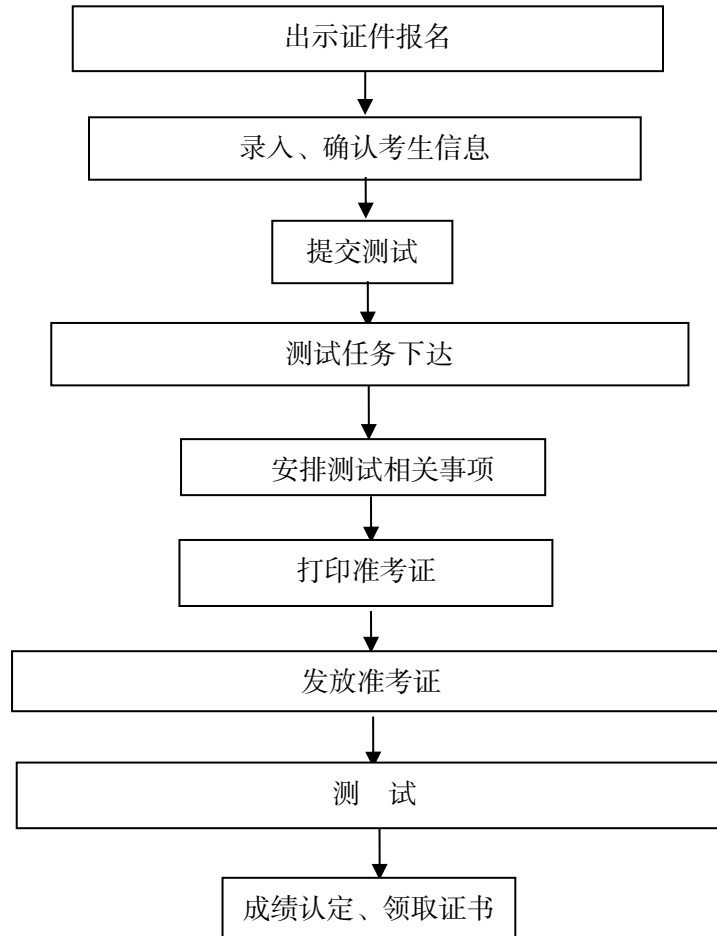 出示证件报名
录入、确认考生信息
提交测试
测试任务下达
安排测试相关事项
打印准考证
发放准考证
测　试
成绩认定、领取证书